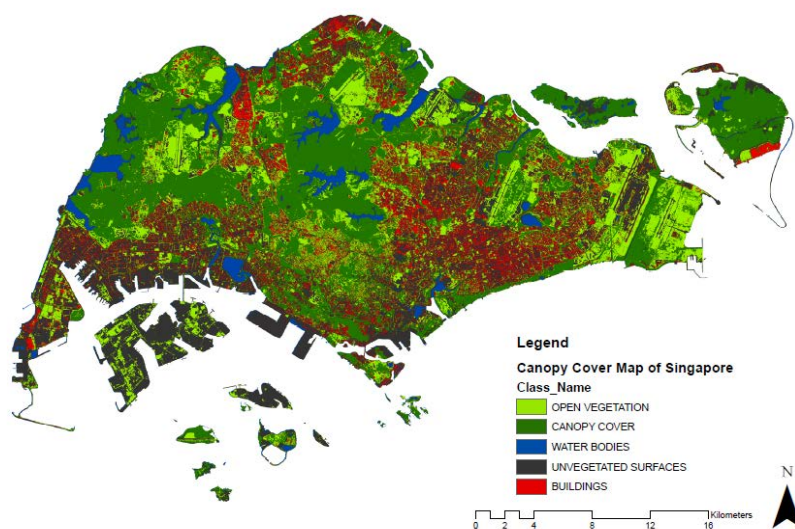 Legend
Canopy Cover Map of Singapore
Class_Name
OPEN VEGETATION
CANOPY COVER
WATER BODIES
UNVEGETATED SURFACES
BUILDINGS
N
Kilometers
0 2 4 8 12 16